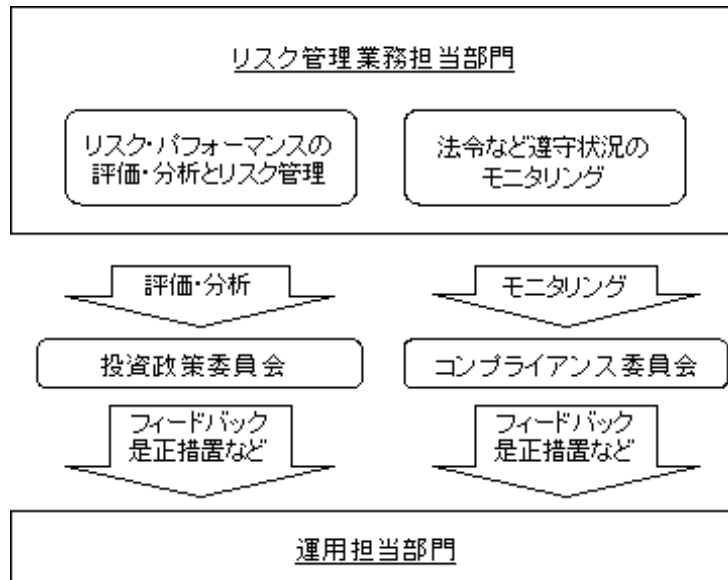 リスク管理業務担当部門
リスク・パフォーマンスの
評価・分析とリスク管理
法令など遵守状況の
モニタリング
評価・分析
モニタリング
投資政策委員会
コンプライアンス委員会
フィードバック
是正措置など
フィードバック
是正措置など
運用担当部門